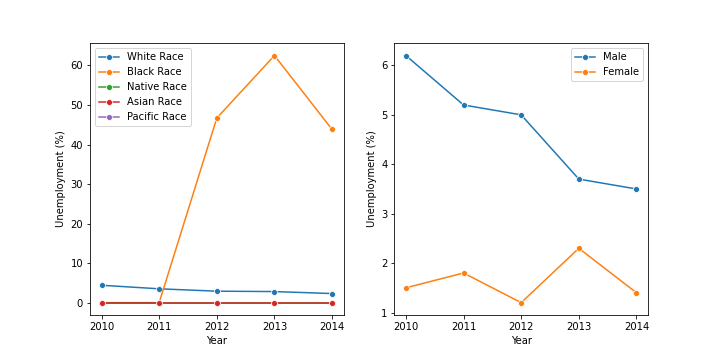 White Race
Black Race
Native Race
Asian Race
Pacific Race
60
50
40
30
20
10
0
Unemployment (%)
2010 2011 2012 2013 2014
Year
Male
Female
6
5
4
3
2
1
Unemployment (%)
2010 2011 2012 2013 2014
Year